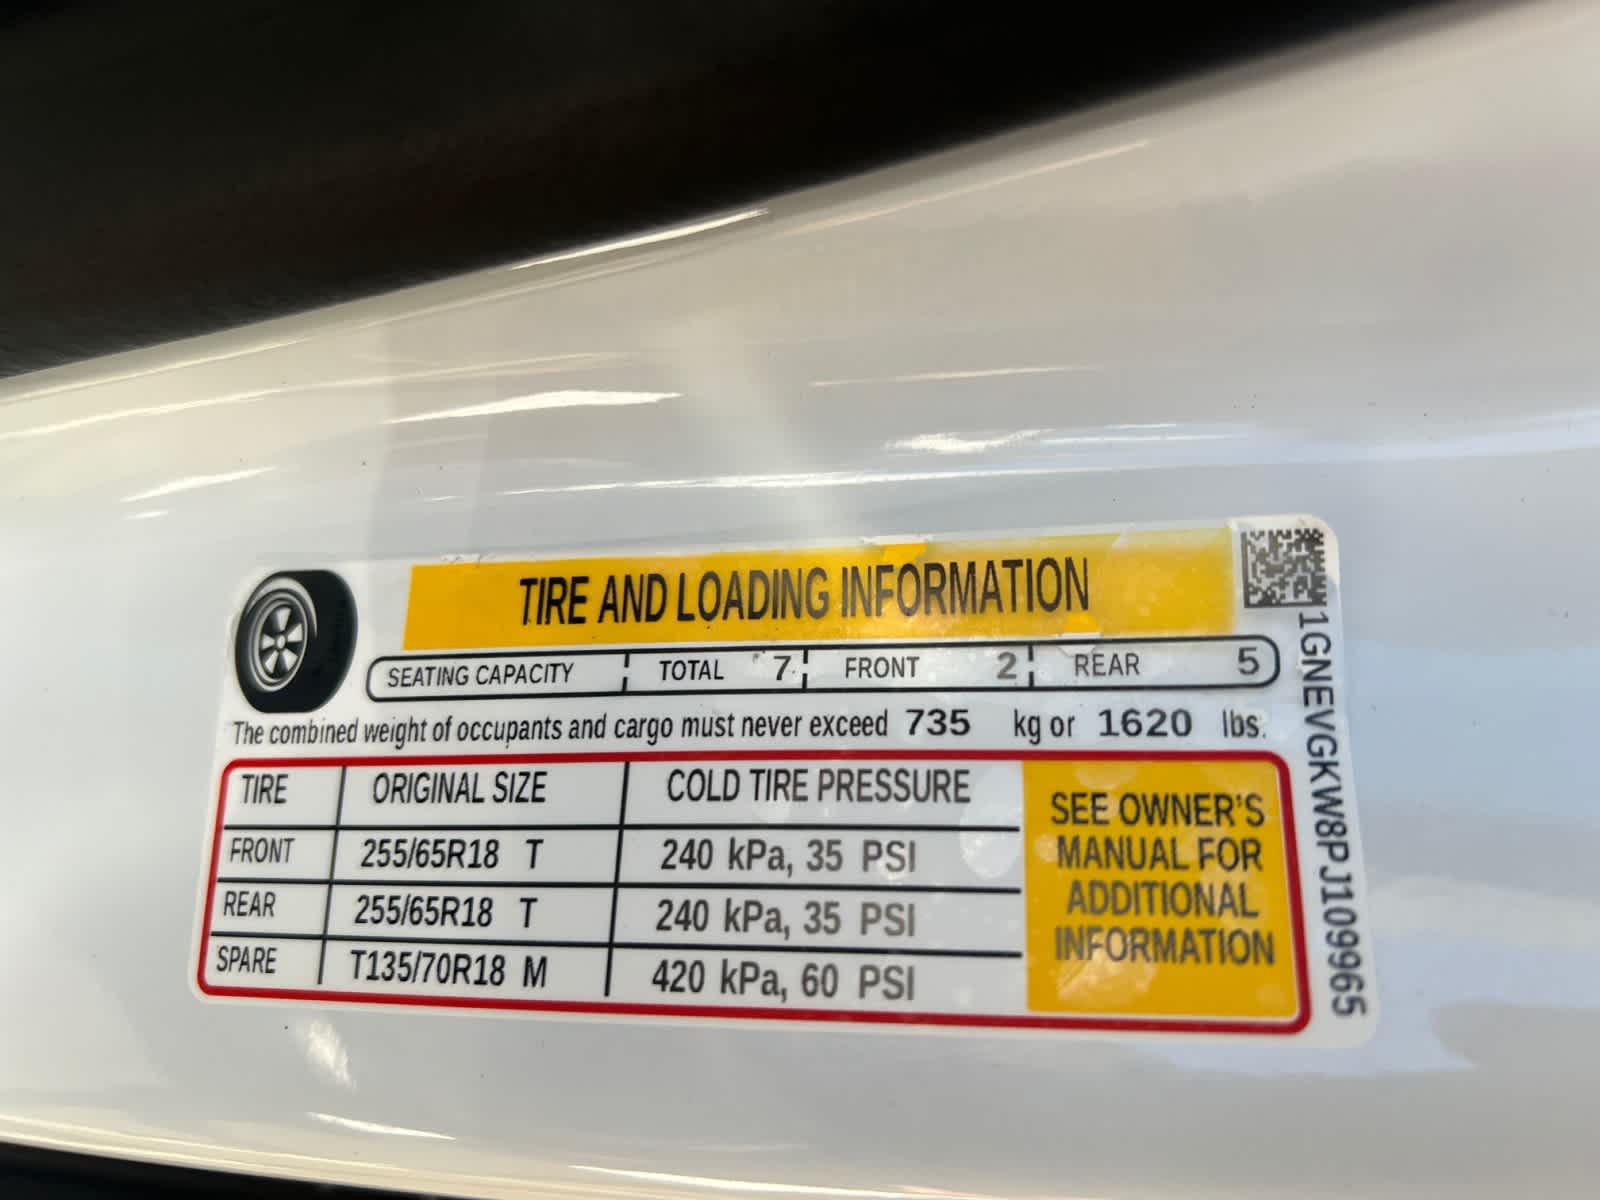 TIRE AND LOADING INFORMATION
SEATING CAPACITY TOTAL 7 FRONT 2 REAR 5
The combined weight of occupants and cargo must never exceed 735 kg or 1620 lbs.
TIRE ORIGINAL SIZE COLD TIRE PRESSURE
FRONT 255/65R18 T 240 kPa, 35 PSI
REAR 255/65R18 T 240 kPa, 35 PSI
SPARE T135/70R18 M 420 kPa, 60 PSI
SEE OWNER'S
MANUAL FOR
ADDITIONAL
INFORMATION
1GNEVGKW8PJ109965